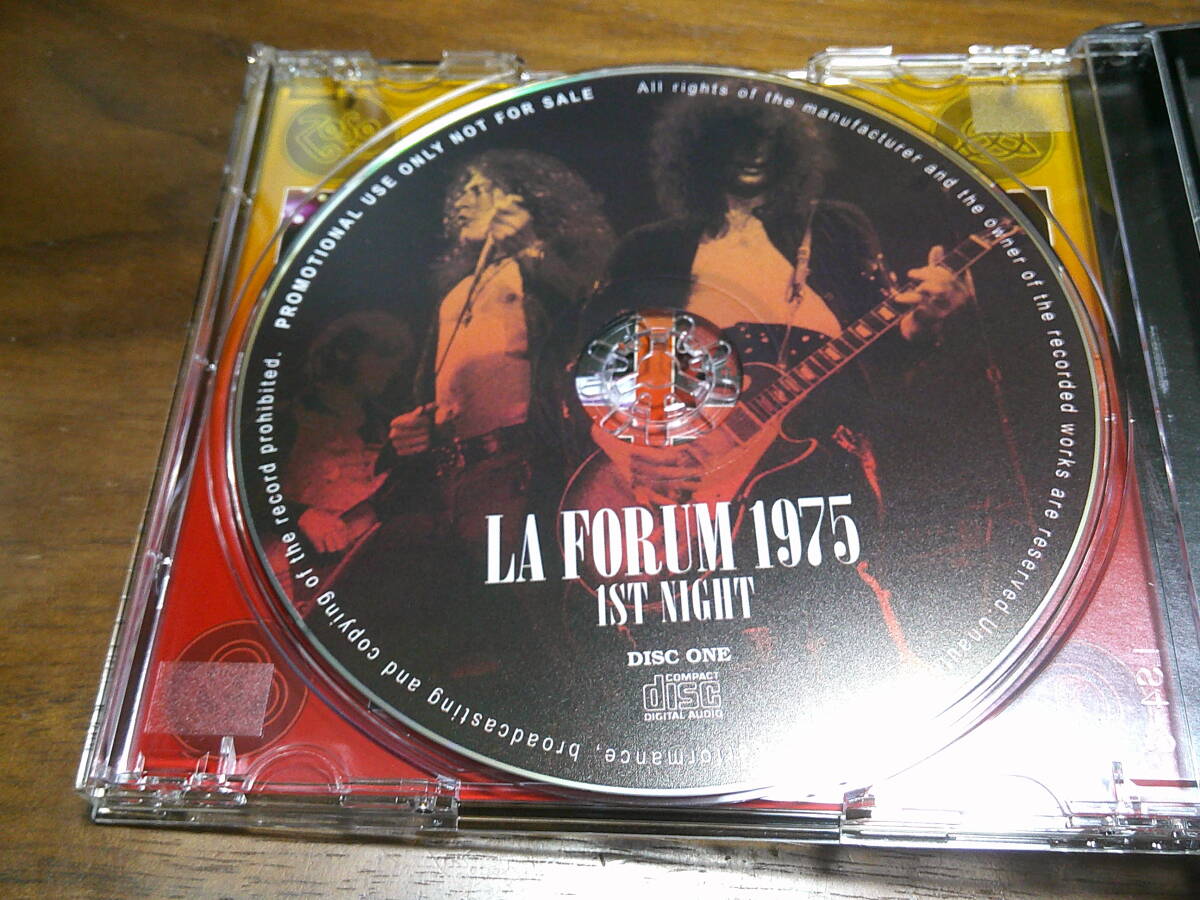 PROMOTIONAL USE ONLY NOT FOR SALE
All rights of the manufacturer and the owner of the recorded works are reserved.
broadcasting and copying of the record prohibited.
LA FORUM 1975
1ST NIGHT
DISC ONE
COMPACT
disc
DIGITAL AUDIO